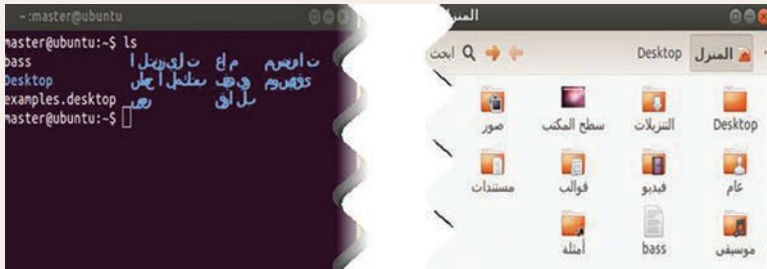 ~ :master@ubuntu
master@ubuntu:~$ ls
bass
Desktop
examples.desktop
master@ubuntu:~$
المنزل Desktop ابحث
Desktop التنزيلات سطح المكتب صور
عام فيديو قوالب مستندات
موسيقى bass أمثلة